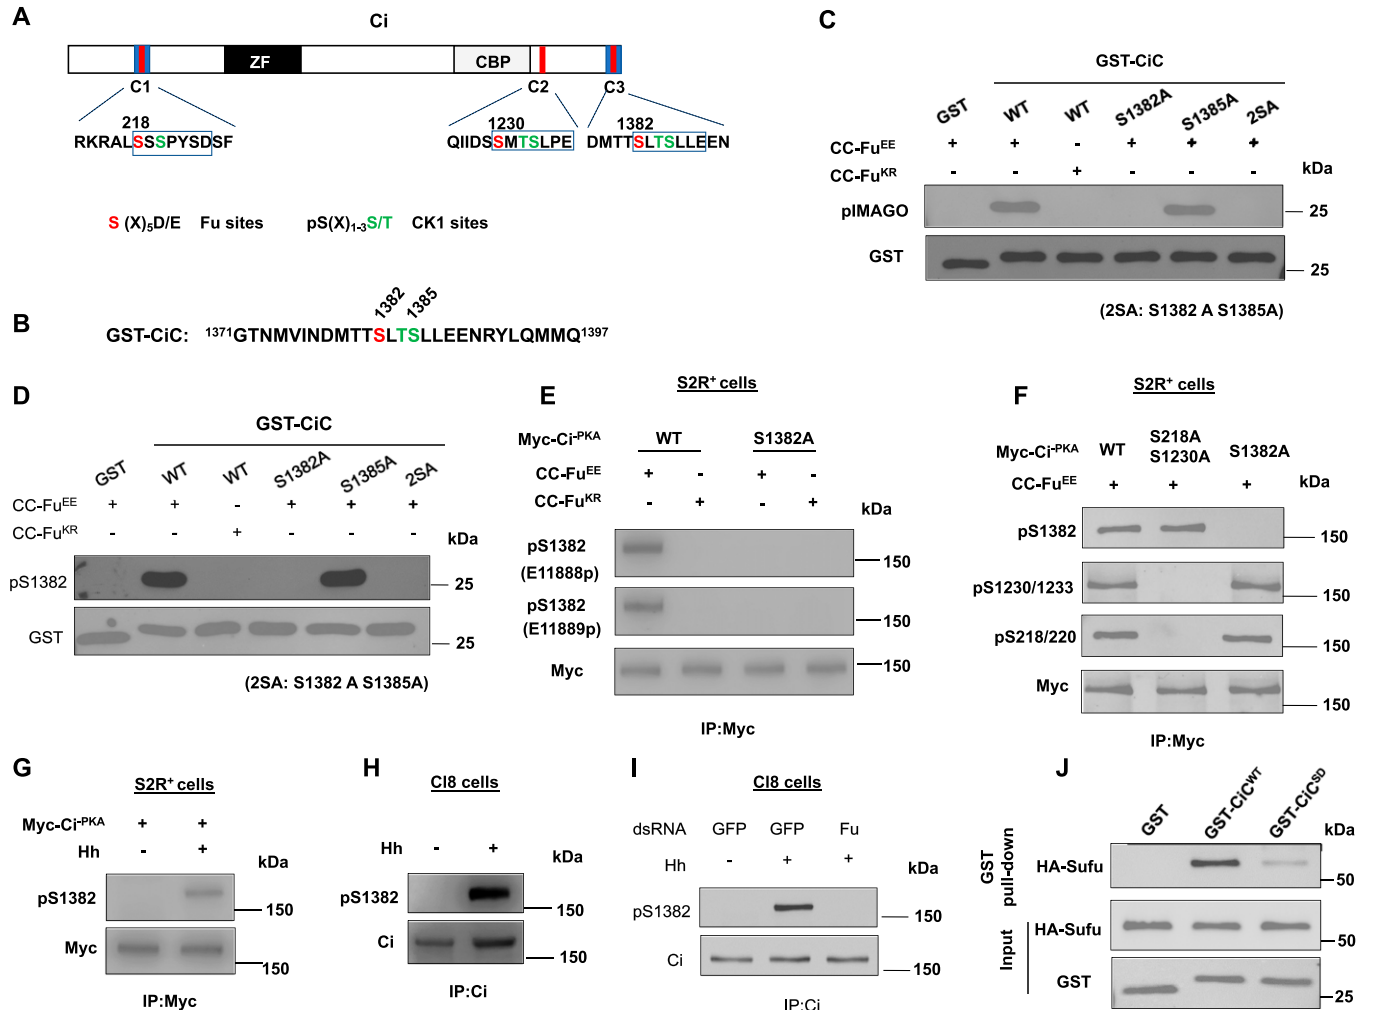 A
Ci
ZF
CBP
C1
C2
C3
218
1230
1382
RKRALSSSPYSDSF
QIIDSSMTSLPE
DMTTSLTSLLEEN
S (X)5D/E Fu sites
pS(X)1-3S/T CK1 sites
B
1382
1385
GST-CiC: 1371GTNMVINDMTTSLTSLLEENRYLQMMQ1397
C
GST-CiC
GST WT WT S1382A S1385A 2SA
CC-FuEE + + - + + +
CC-FuKR - - + - - -
kDa
pIMAGO
25
GST
25
(2SA: S1382 A S1385A)
D
GST-CiC
GST WT WT S1382A S1385A 2SA
CC-FuEE + + - + + +
CC-FuKR - - + - - -
kDa
pS1382
25
GST
25
(2SA: S1382 A S1385A)
E
S2R+ cells
Myc-Ci-PKA WT S1382A
CC-FuEE + - + -
CC-FuKR - + - +
kDa
pS1382
(E11888p)
150
pS1382
(E11889p)
150
Myc
150
IP:Myc
F
S2R+ cells
Myc-Ci-PKA WT S218A S1230A S1382A
CC-FuEE + + +
kDa
pS1382
150
pS1230/1233
150
pS218/220
150
Myc
150
IP:Myc
G
S2R+ cells
Myc-Ci-PKA + +
Hh - +
kDa
pS1382
150
Myc
150
IP:Myc
H
Cl8 cells
Hh - +
kDa
pS1382
150
Ci
150
IP:Ci
I
Cl8 cells
dsRNA GFP GFP Fu
Hh - + +
kDa
pS1382
150
Ci
150
IP:Ci
J
GST GST-CiCWT GST-CiCSD
kDa
GST pull-down
HA-Sufu
50
Input
HA-Sufu
50
GST
25